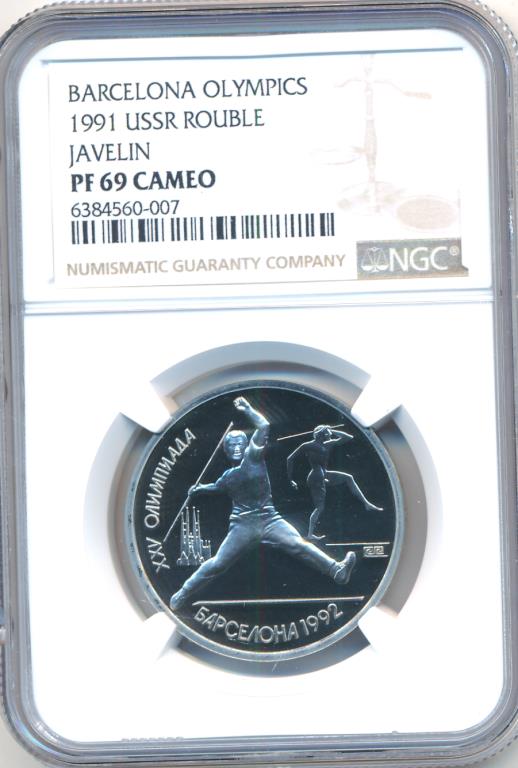 BARCELONA OLYMPICS
1991 USSR ROUBLE
JAVELIN
PF 69 CAMEO
6384560-007
NUMISMATIC GUARANTY COMPANY
NGC®
XXV ОЛИМПИАДА
БАРСЕЛОНА 1992